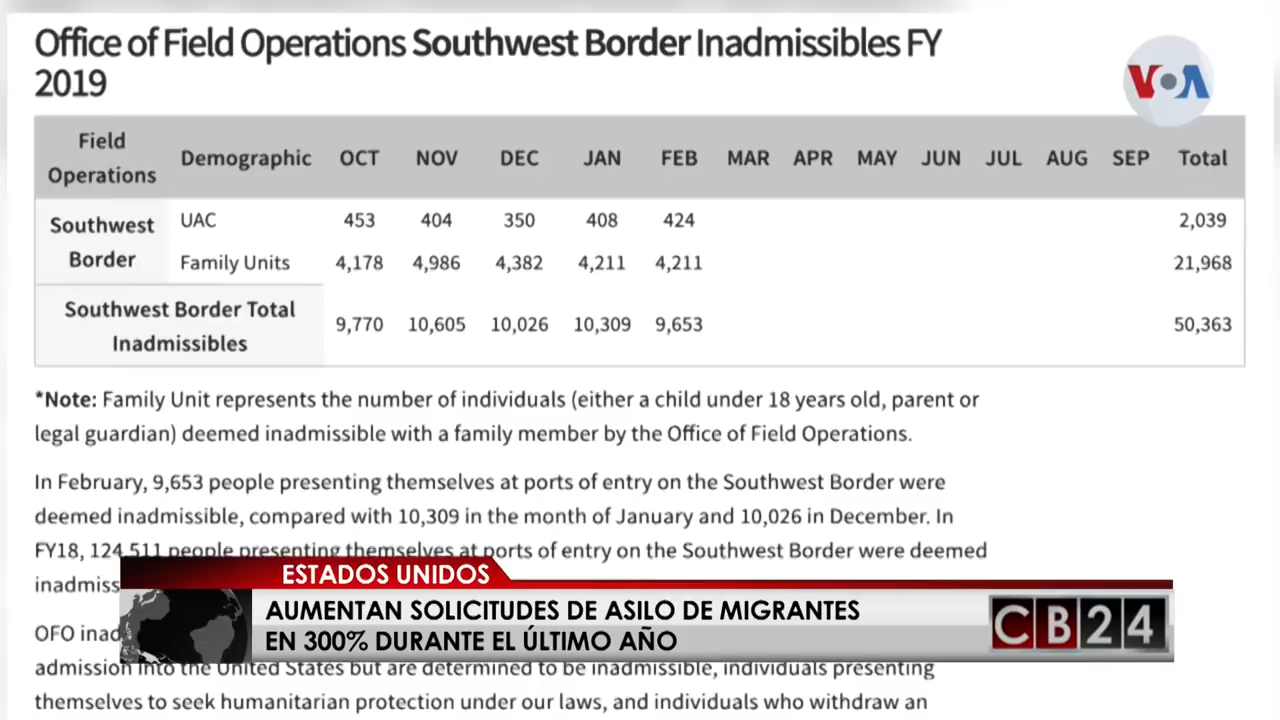 Office of Field Operations Southwest Border Inadmissibles FY
2019
VOA
Field Operations Demographic OCT NOV DEC JAN FEB MAR APR MAY JUN JUL AUG SEP Total
Southwest Border UAC 453 404 350 408 424 2,039
Family Units 4,178 4,986 4,382 4,211 4,211 21,968
Southwest Border Total Inadmissibles 9,770 10,605 10,026 10,309 9,653 50,363
*Note: Family Unit represents the number of individuals (either a child under 18 years old, parent or
legal guardian) deemed inadmissible with a family member by the Office of Field Operations.
In February, 9,653 people presenting themselves at ports of entry on the Southwest Border were
deemed inadmissible, compared with 10,309 in the month of January and 10,026 in December. In
FY18, 124,511 people presenting themselves at ports of entry on the Southwest Border were deemed
inadmiss
ESTADOS UNIDOS
AUMENTAN SOLICITUDES DE ASILO DE MIGRANTES
EN 300% DURANTE EL ÚLTIMO AÑO
CB24
OFO inad
admission into the United States but are determined to be inadmissible, individuals presenting
themselves to seek humanitarian protection under our laws, and individuals who withdraw an